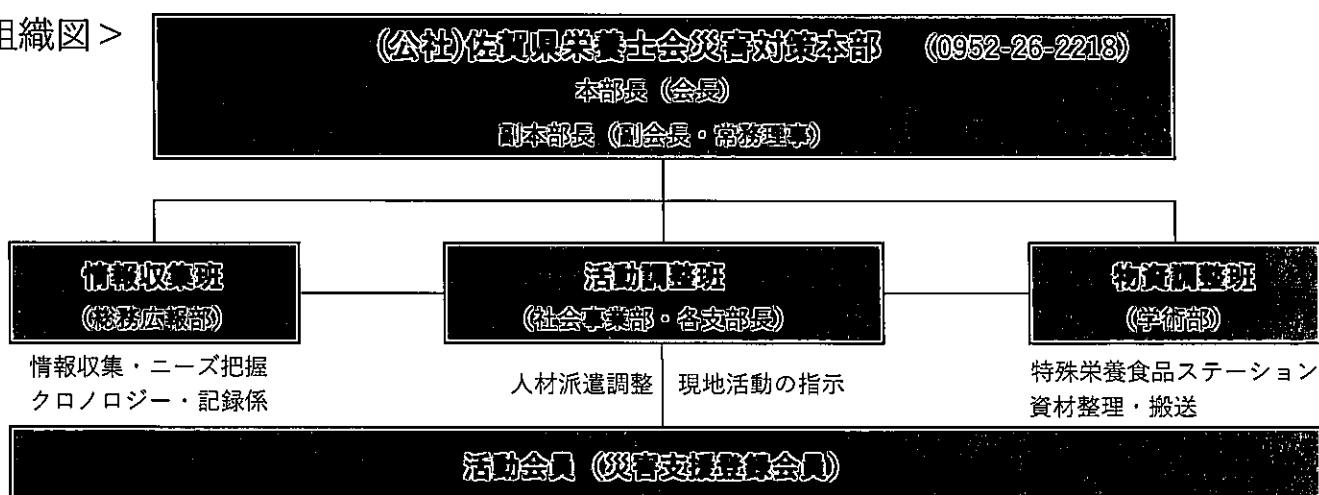 組織図>
(公社)佐賀県栄養士会災害対策本部 (0952-26-2218)
本部長(会長)
副本部長(副会長・常務理事)
情報収集班
(総務広報部)
活動調整班
(社会事業部・各支部長)
物資調整班
(学術部)
情報収集・ニーズ把握
クロノロジー・記録係
人材派遣調整 現地活動の指示
特殊栄養食品ステーション
資材整理・搬送
活動会員(災害支援登録会員)